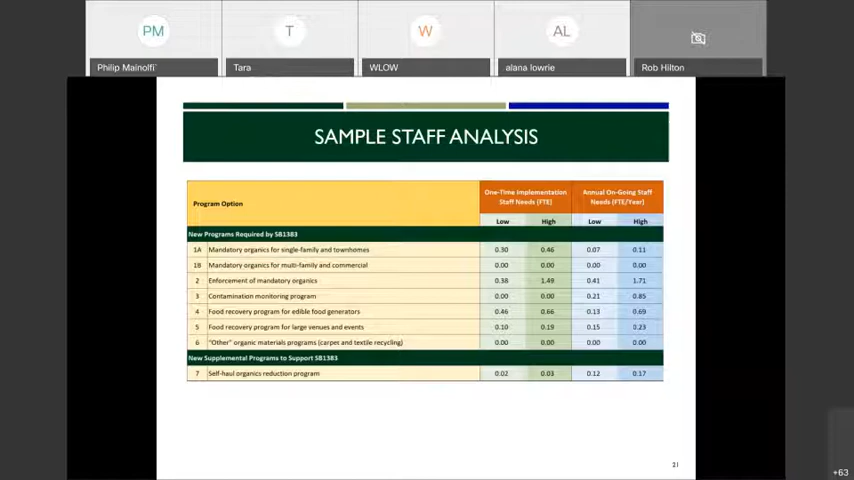 PM
T
W
AL
Philip Mainolfi
Tara
WLOW
alana lowrie
Rob Hilton
SAMPLE STAFF ANALYSIS
Program Option
One-Time Implementation
Staff Needs (FTE)
Annual On-Going Staff
Needs (FTE/Year)
Low High Low High
New Programs Required by SB1383
1A Mandatory organics for single-family and townhomes 0.30 0.46 0.07 0.11
1B Mandatory organics for multi-family and commercial 0.00 0.00 0.00 0.00
2 Enforcement of mandatory organics 0.38 1.49 0.41 1.71
3 Contamination monitoring program 0.00 0.00 0.21 0.85
4 Food recovery program for edible food generators 0.46 0.66 0.13 0.69
5 Food recovery program for large venues and events 0.10 0.19 0.15 0.23
6 "Other" organic materials programs (carpet and textile recycling) 0.00 0.00 0.00 0.00
New Supplemental Programs to Support SB1383
7 Self-haul organics reduction program 0.02 0.03 0.12 0.17
21
+63